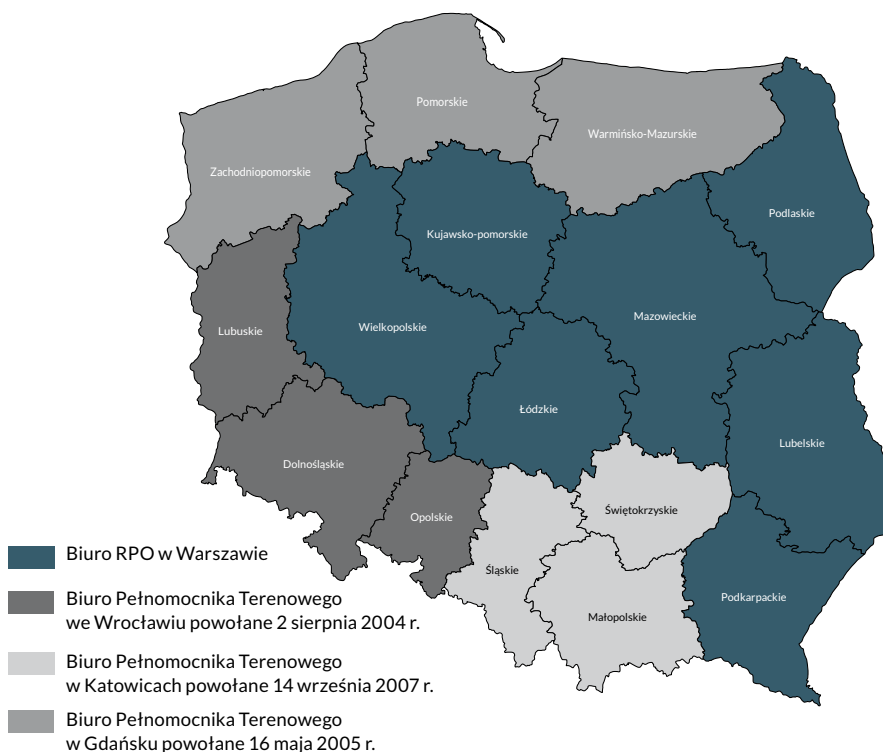 Pomorskie
Warmińsko-Mazurskie
Zachodniopomorskie
Podlaskie
Kujawsko-pomorskie
Mazowieckie
Wielkopolskie
Lubuskie
Łódzkie
Lubelskie
Dolnośląskie
Świętokrzyskie
Opolskie
Śląskie
Podkarpackie
Małopolskie
Biuro RPO w Warszawie
Biuro Pełnomocnika Terenowego
we Wrocławiu powołane 2 sierpnia 2004 r.
Biuro Pełnomocnika Terenowego
w Katowicach powołane 14 września 2007 r.
Biuro Pełnomocnika Terenowego
w Gdańsku powołane 16 maja 2005 r.